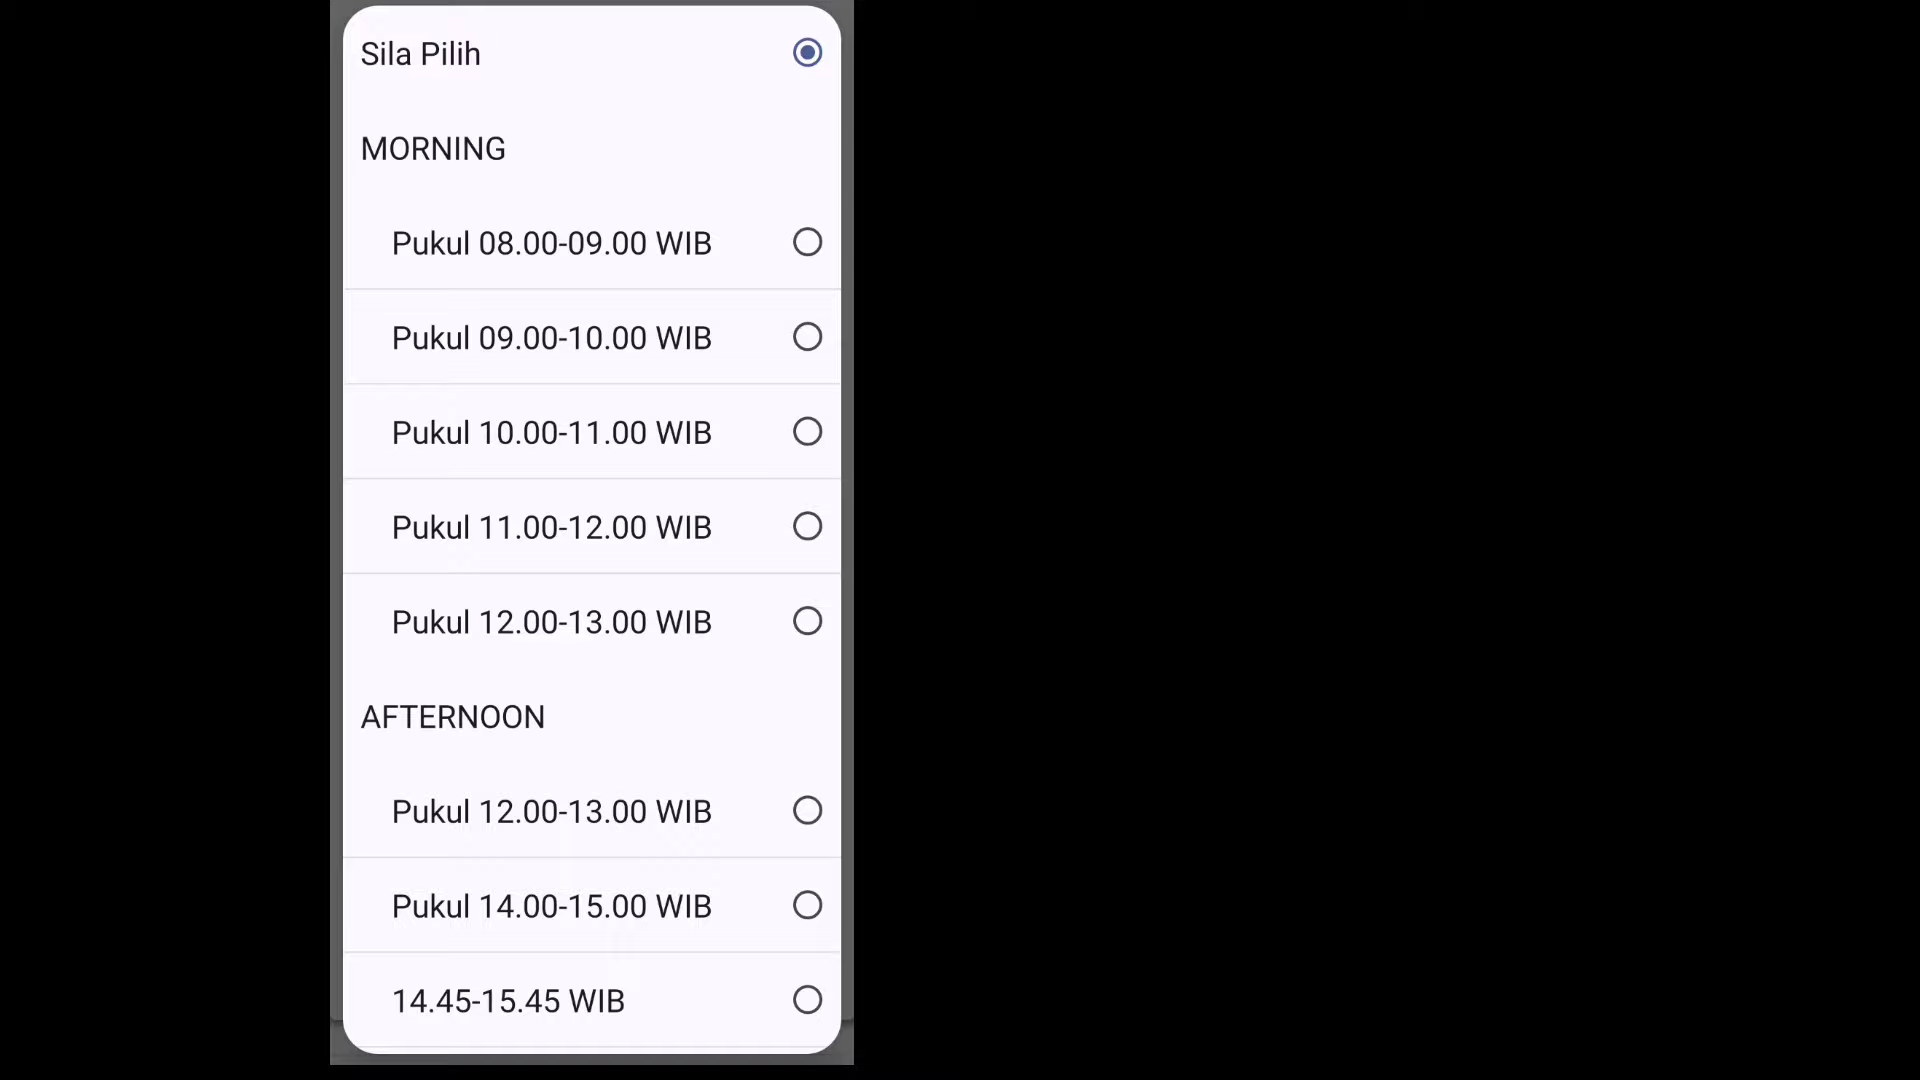 Sila Pilih
MORNING
Pukul 08.00-09.00 WIB
Pukul 09.00-10.00 WIB
Pukul 10.00-11.00 WIB
Pukul 11.00-12.00 WIB
Pukul 12.00-13.00 WIB
AFTERNOON
Pukul 12.00-13.00 WIB
Pukul 14.00-15.00 WIB
14.45-15.45 WIB